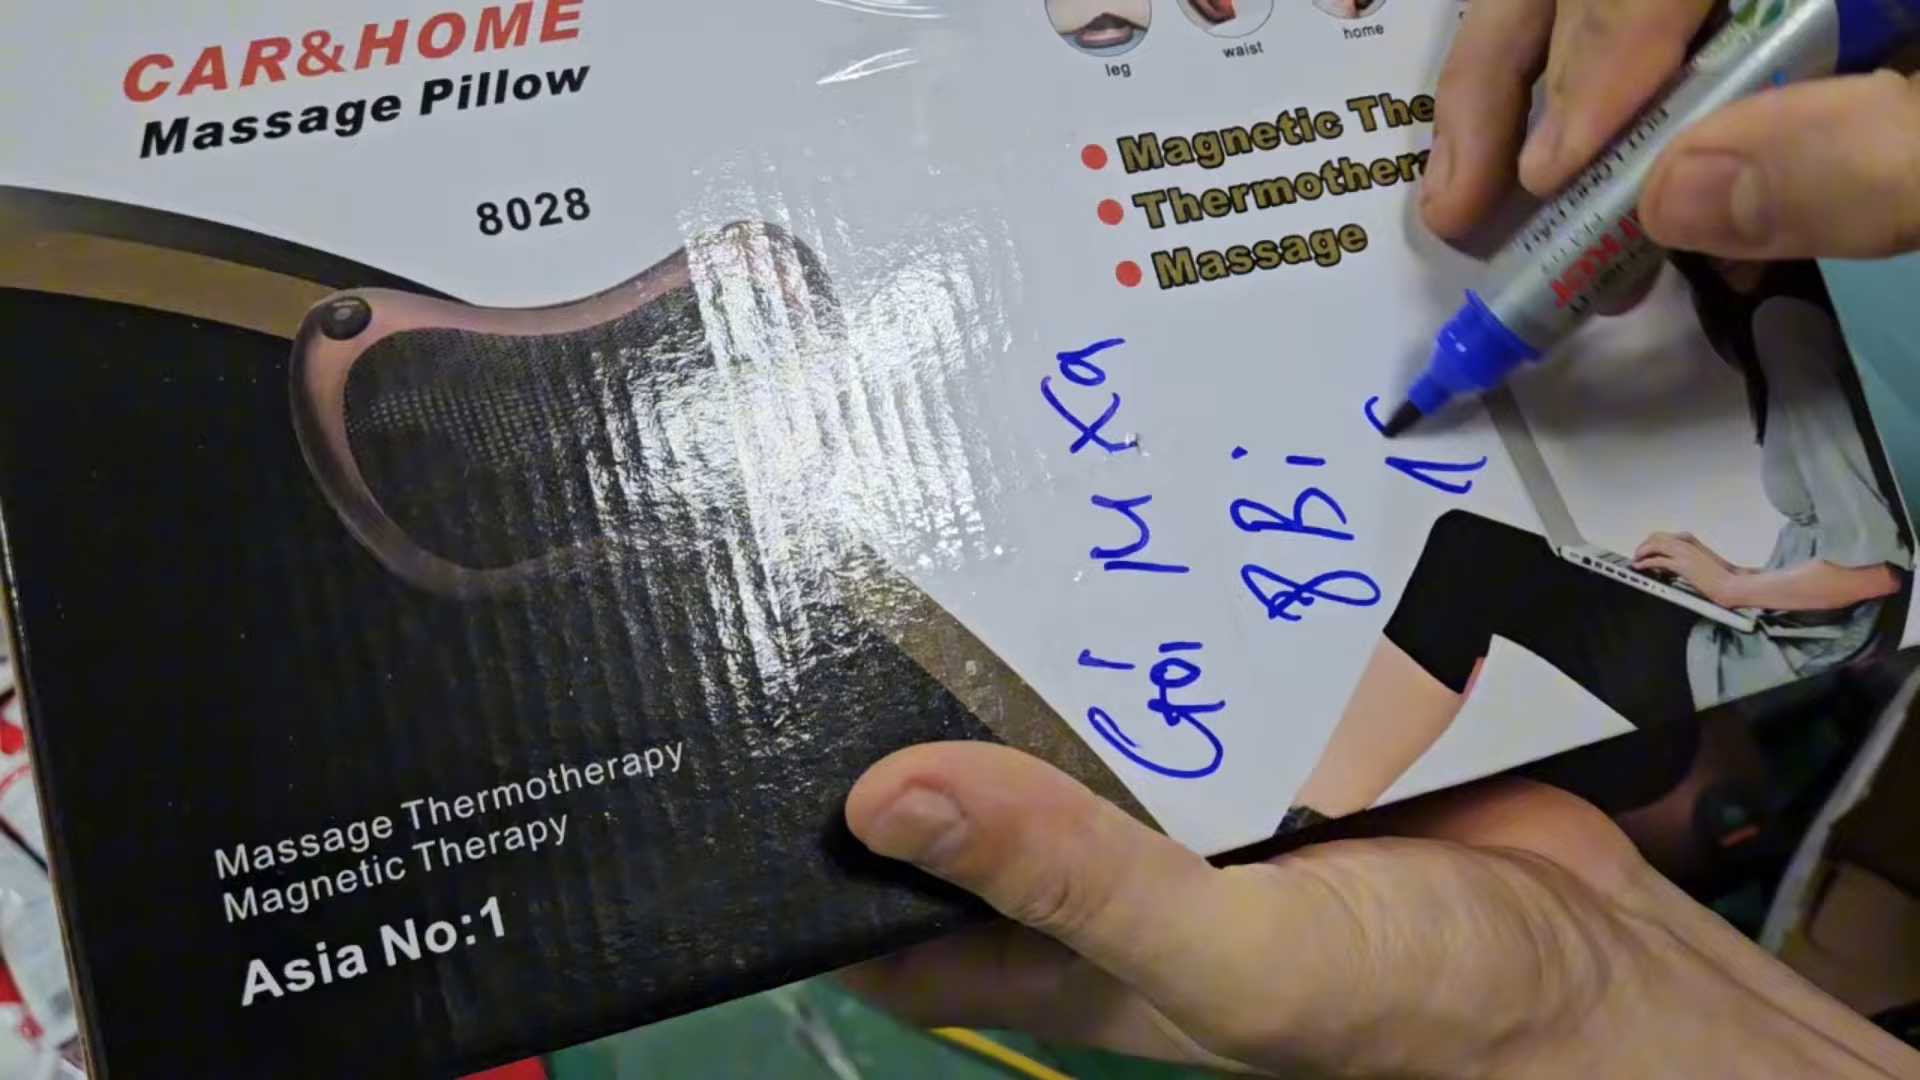 CAR&HOME
Massage Pillow
8028
leg
waist
home
Magnetic The
Thermothera
Massage
Gối M Xa
8 Bi
Massage Thermotherapy
Magnetic Therapy
Asia No:1